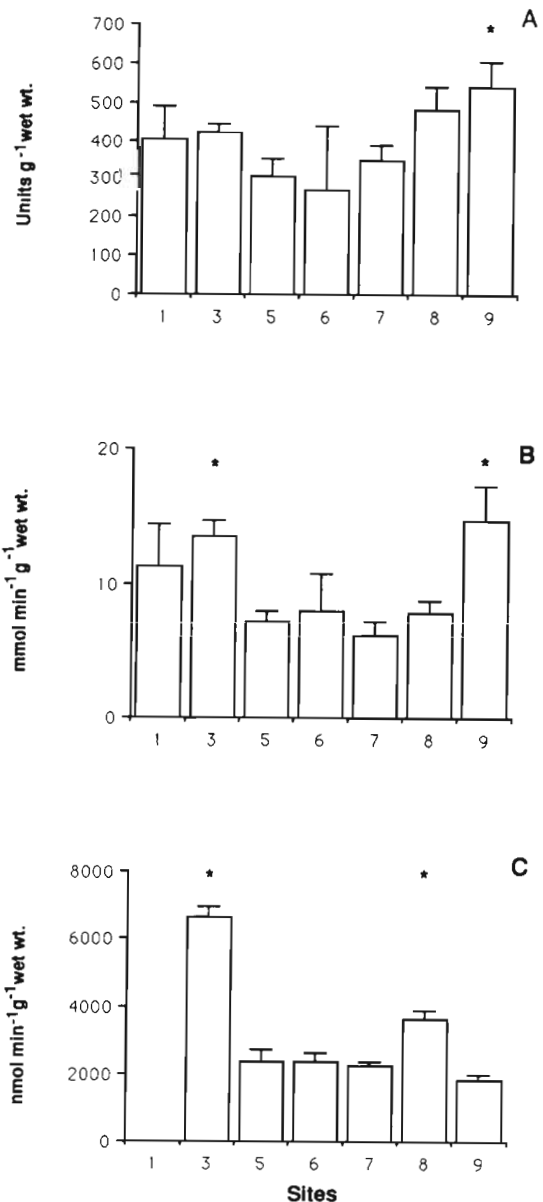 A
Units g⁻¹ wet wt.
700
600
500
400
300
200
100
0
*
1 3 5 6 7 8 9
B
mmol min⁻¹ g⁻¹ wet wt.
20
10
0
* *
1 3 5 6 7 8 9
C
nmol min⁻¹ g⁻¹ wet wt.
8000
6000
4000
2000
0
* *
1 3 5 6 7 8 9
Sites